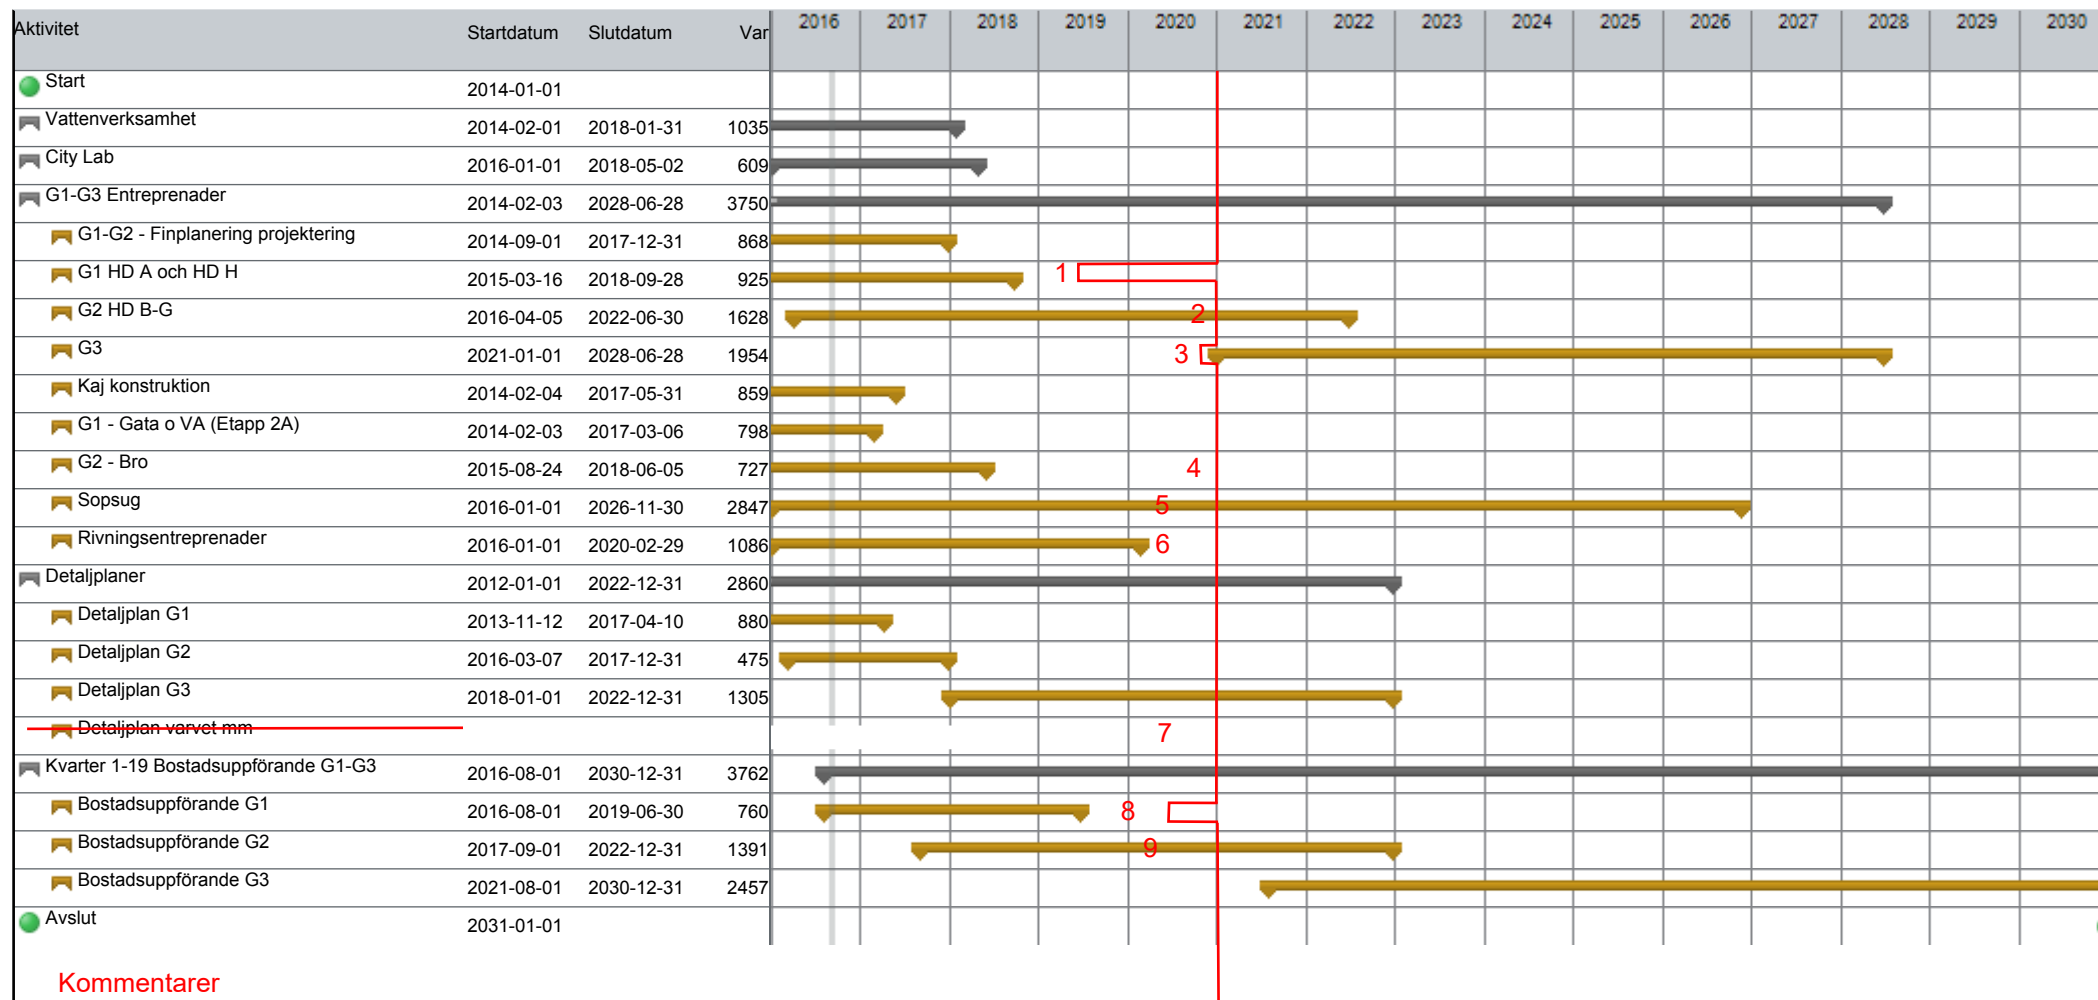 Aktivitet Startdatum Slutdatum Var 2016 2017 2018 2019 2020 2021 2022 2023 2024 2025 2026 2027 2028 2029 2030
Start 2014-01-01
Vattenverksamhet 2014-02-01 2018-01-31 1035
City Lab 2016-01-01 2018-05-02 609
G1-G3 Entreprenader 2014-02-03 2028-06-28 3750
G1-G2 - Finplanering projektering 2014-09-01 2017-12-31 868
G1 HD A och HD H 2015-03-16 2018-09-28 925 1
G2 HD B-G 2016-04-05 2022-06-30 1628 2
G3 2021-01-01 2028-06-28 1954 3
Kaj konstruktion 2014-02-04 2017-05-31 859
G1 - Gata o VA (Etapp 2A) 2014-02-03 2017-03-06 798
G2 - Bro 2015-08-24 2018-06-05 727 4
Sopsug 2016-01-01 2026-11-30 2847 5
Rivningsentreprenader 2016-01-01 2020-02-29 1086 6
Detaljplaner 2012-01-01 2022-12-31 2860
Detaljplan G1 2013-11-12 2017-04-10 880
Detaljplan G2 2016-03-07 2017-12-31 475
Detaljplan G3 2018-01-01 2022-12-31 1305
Detaljplan varvet mm 7
Kvarter 1-19 Bostadsuppförande G1-G3 2016-08-01 2030-12-31 3762
Bostadsuppförande G1 2016-08-01 2019-06-30 760 8
Bostadsuppförande G2 2017-09-01 2022-12-31 1391 9
Bostadsuppförande G3 2021-08-01 2030-12-31 2457
Avslut 2031-01-01
Kommentarer